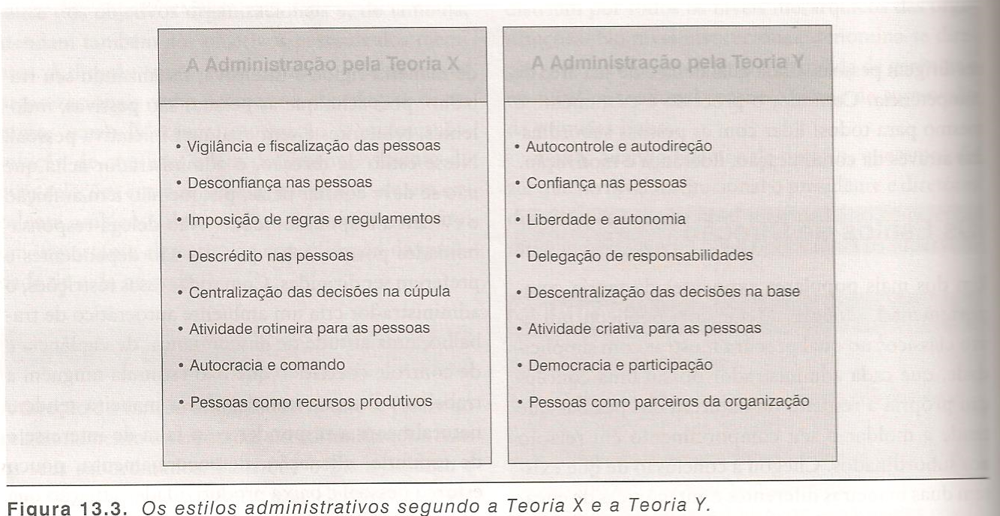 A Administração pela Teoria X
• Vigilância e fiscalização das pessoas
• Desconfiança nas pessoas
• Imposição de regras e regulamentos
• Descrédito nas pessoas
• Centralização das decisões na cúpula
• Atividade rotineira para as pessoas
• Autocracia e comando
• Pessoas como recursos produtivos
A Administração pela Teoria Y
• Autocontrole e autodireção
• Confiança nas pessoas
• Liberdade e autonomia
• Delegação de responsabilidades
• Descentralização das decisões na base
• Atividade criativa para as pessoas
• Democracia e participação
• Pessoas como parceiros da organização
Figura 13.3. Os estilos administrativos segundo a Teoria X e a Teoria Y.